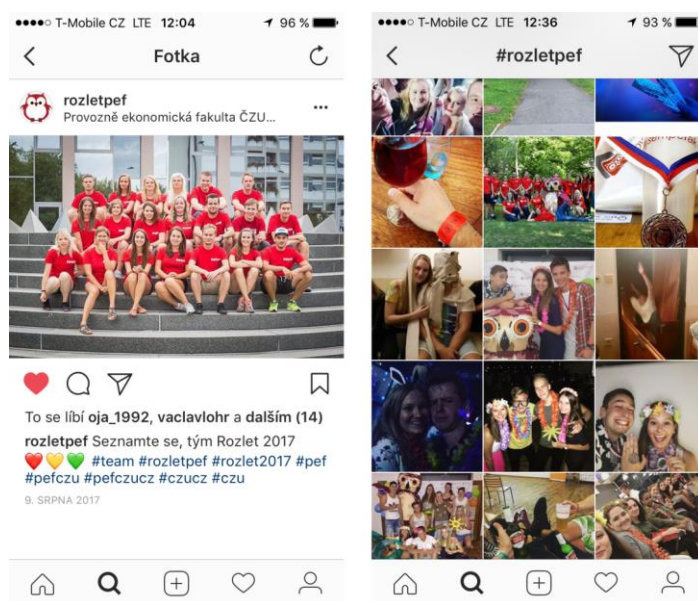 T-Mobile CZ LTE 12:04 96 %
Fotka
rozletpef
Provozně ekonomická fakulta ČZU...
To se líbí oja_1992, vaclavlohr a dalším (14)
rozletpef Seznamte se, tým Rozlet 2017
#team #rozletpef #rozlet2017 #pef
#pefczu #pefczucz #czucz #czu
9. SRPNA 2017
T-Mobile CZ LTE 12:36 93 %
#rozletpef